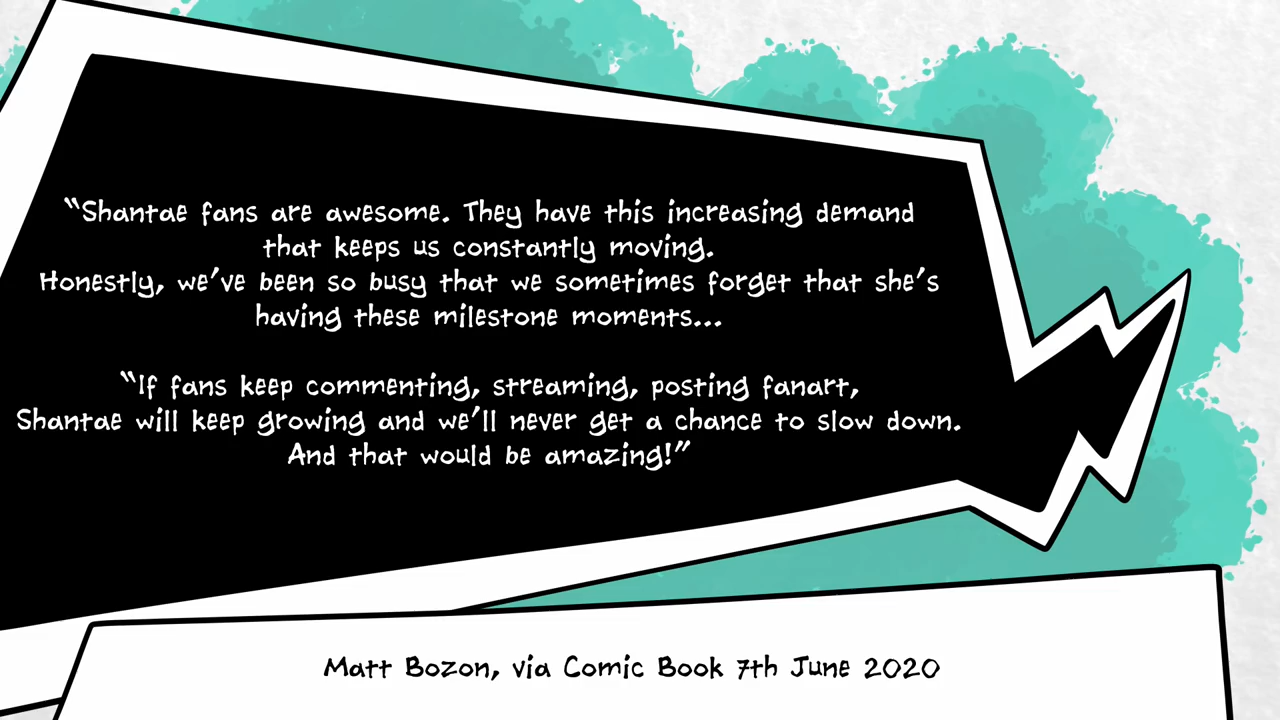 “Shantae fans are awesome. They have this increasing demand
that keeps us constantly moving.
Honestly, we’ve been so busy that we sometimes forget that she’s
having these milestone moments...
“If fans keep commenting, streaming, posting fanart,
Shantae will keep growing and we’ll never get a chance to slow down.
And that would be amazing!”
Matt Bozon, via Comic Book 7th June 2020